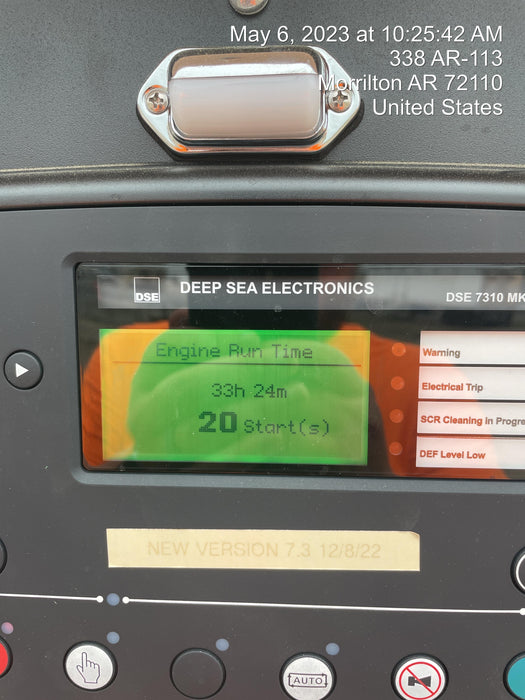 May 6, 2023 at 10:25:42 AM
338 AR-113
Morrilton AR 72110
United States
DSE
DEEP SEA ELECTRONICS
DSE 7310 MK
Engine Run Time
33h 24m
20 Start(s)
Warning
Electrical Trip
SCR Cleaning in Progre
DEF Level Low
NEW VERSION 7.3 12/8/22
AUTO